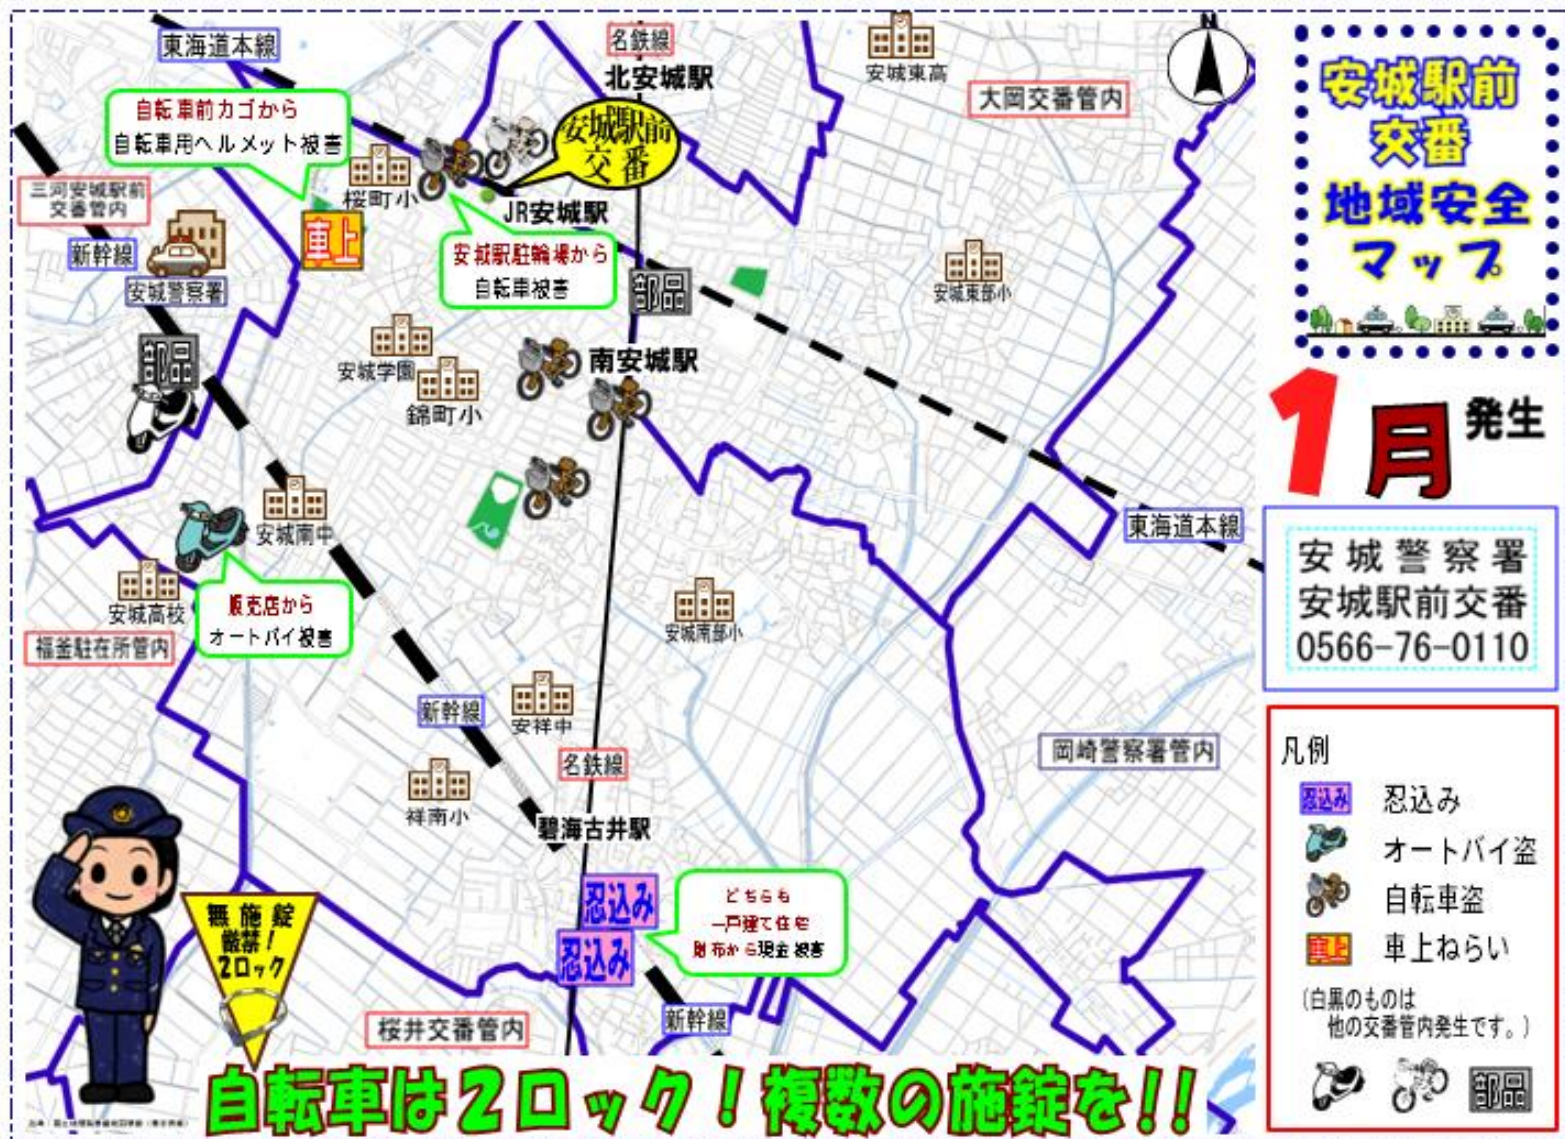 東海道本線
名鉄線
北安城駅
安城東高
大岡交番管内
N
自転車前カゴから
自転車用ヘルメット被害
安城駅前
交番
三河安城駅前
交番管内
桜町小
JR安城駅
車上
新幹線
安城警察署
安城駅駐輪場から
自転車被害
部品
安城東部小
部品
安城学園
南安城駅
錦町小
安城南中
東海道本線
安城高校
販売店から
オートバイ被害
安城南部小
福釜駐在所管内
新幹線
安祥中
名鉄線
岡崎警察署管内
祥南小
碧海古井駅
忍込み
忍込み
どちらも
一戸建て住宅
財布から現金被害
無施錠
厳禁!
2ロック
桜井交番管内
新幹線
自転車は2ロック!複数の施錠を!!
安城駅前
交番
地域安全
マップ
1月発生
安城警察署
安城駅前交番
0566-76-0110
凡例
忍込み 忍込み
オートバイ盗
自転車盗
車上 車上ねらい
(白黒のものは
他の交番管内発生です。)
部品